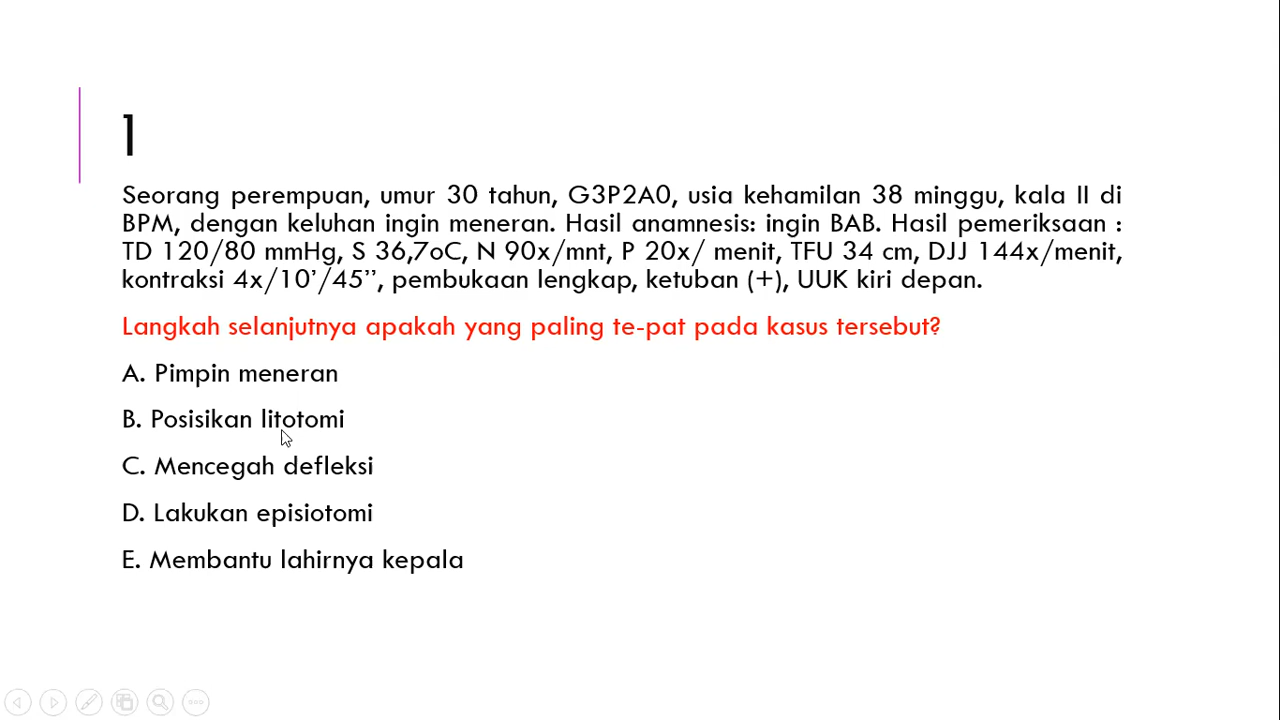 1
Seorang perempuan, umur 30 tahun, G3P2A0, usia kehamilan 38 minggu, kala II di
BPM, dengan keluhan ingin meneran. Hasil anamnesis: ingin BAB. Hasil pemeriksaan :
TD 120/80 mmHg, S 36,7oC, N 90x/mnt, P 20x/ menit, TFU 34 cm, DJJ 144x/menit,
kontraksi 4x/10’/45’’, pembukaan lengkap, ketuban (+), UUK kiri depan.
Langkah selanjutnya apakah yang paling te-pat pada kasus tersebut?
A. Pimpin meneran
B. Posisikan litotomi
C. Mencegah defleksi
D. Lakukan episiotomi
E. Membantu lahirnya kepala